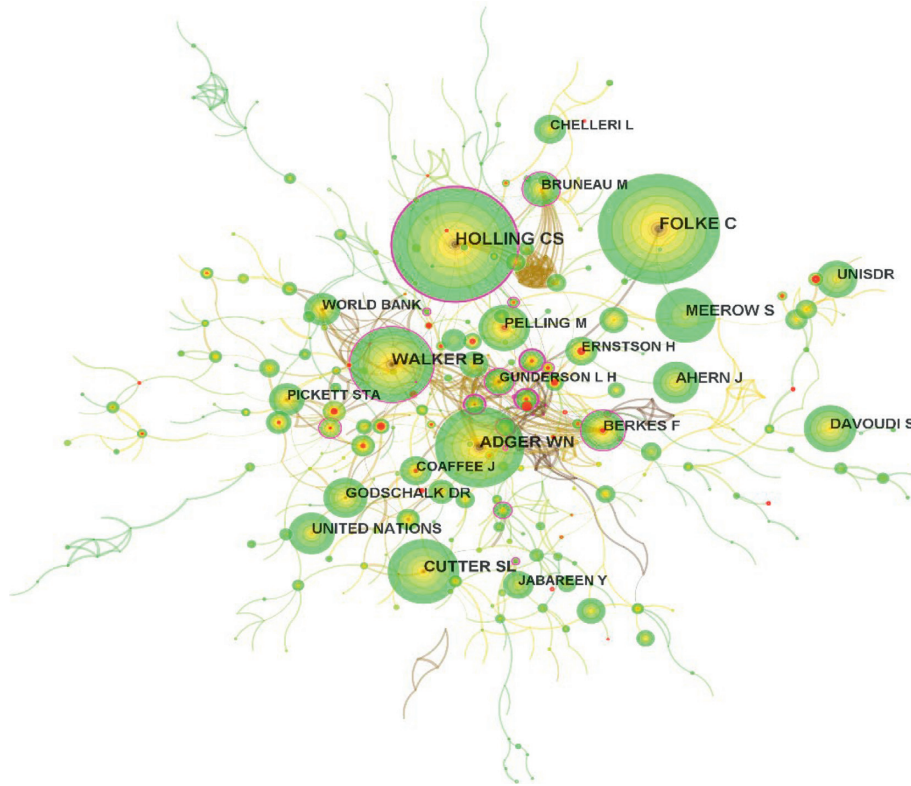 CHELLERI L
BRUNEAU M
FOLKE C
HOLLING CS
UNISDR
WORLD BANK
MEEROW S
PELLING M
ERNSTSON H
WALKER B
GUNDERSON L H
AHERN J
PICKETT STA
BERKES F
DAVOUDI S
ADGER WN
COAFFEE J
GODSCHALK DR
UNITED NATIONS
CUTTER SL
JABAREEN Y